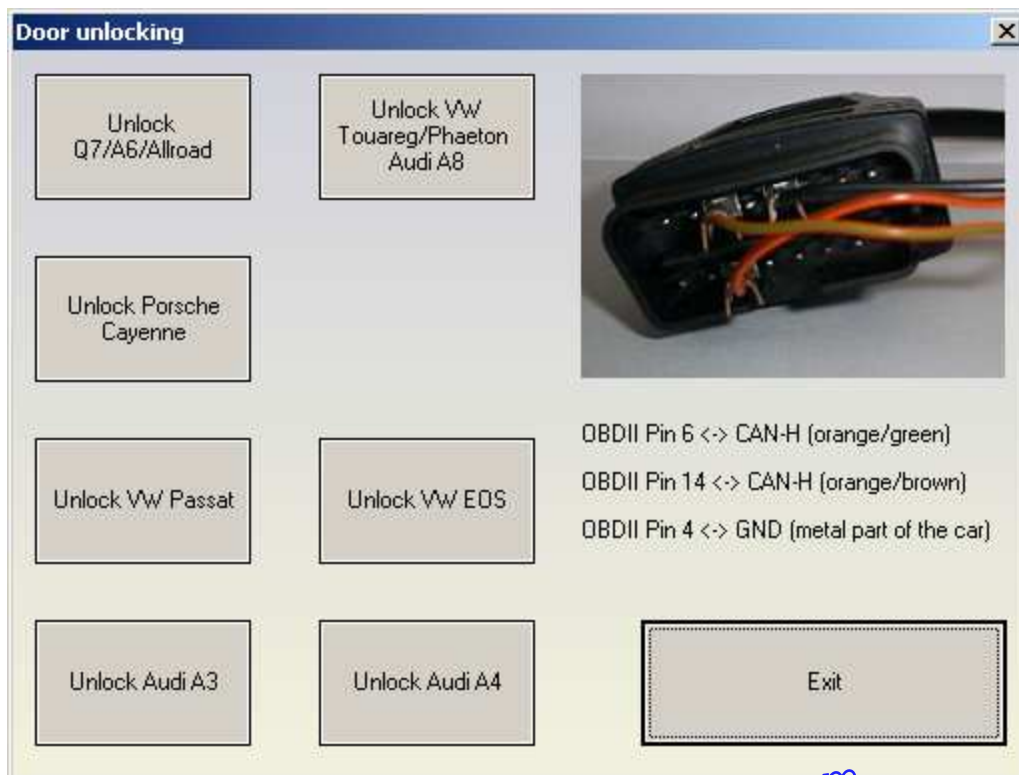 Door unlocking
Unlock
Q7/A6/Allroad
Unlock VW
Touareg/Phaeton
Audi A8
Unlock Porsche
Cayenne
OBDII Pin 6 <-> CAN-H (orange/green)
OBDII Pin 14 <-> CAN-H (orange/brown)
OBDII Pin 4 <-> GND (metal part of the car)
Unlock VW Passat
Unlock VW EOS
Unlock Audi A3
Unlock Audi A4
Exit